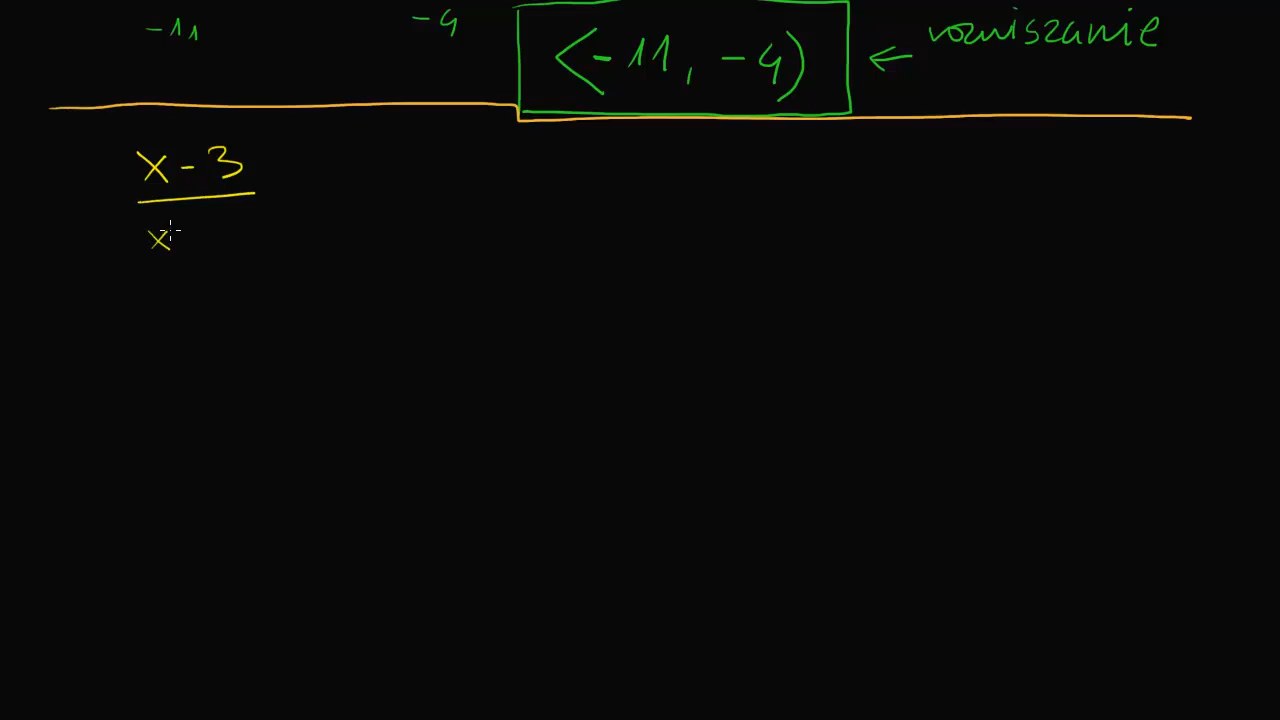 -11 -4 <-11, -4) ← rozwiązanie
x - 3
x